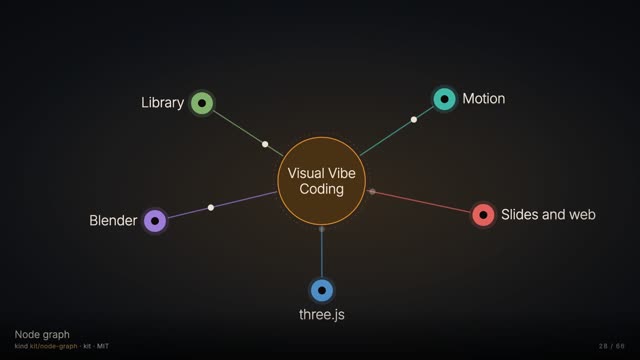 Library
Motion
Visual Vibe
Coding
Blender
Slides and web
three.js
Node graph
kind kit/node-graph · kit · MIT
28 / 66